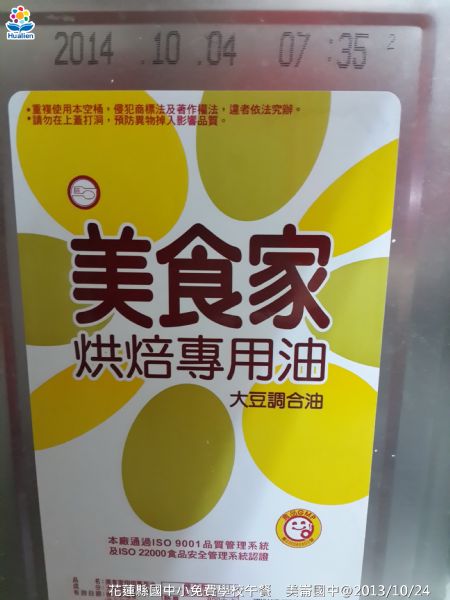 Hualien
2014 .10 .04 07 :35 2
•重複使用本空桶，侵犯商標法及著作權法，違者依法究辦。
•請勿在上蓋打洞，預防異物掉入影響品質。
美食家
烘焙專用油
大豆調合油
本廠通過ISO 9001品質管理系統
及ISO 22000食品安全管理系統認證
花蓮縣國中小免費學校午餐 美崙國中@2013/10/24